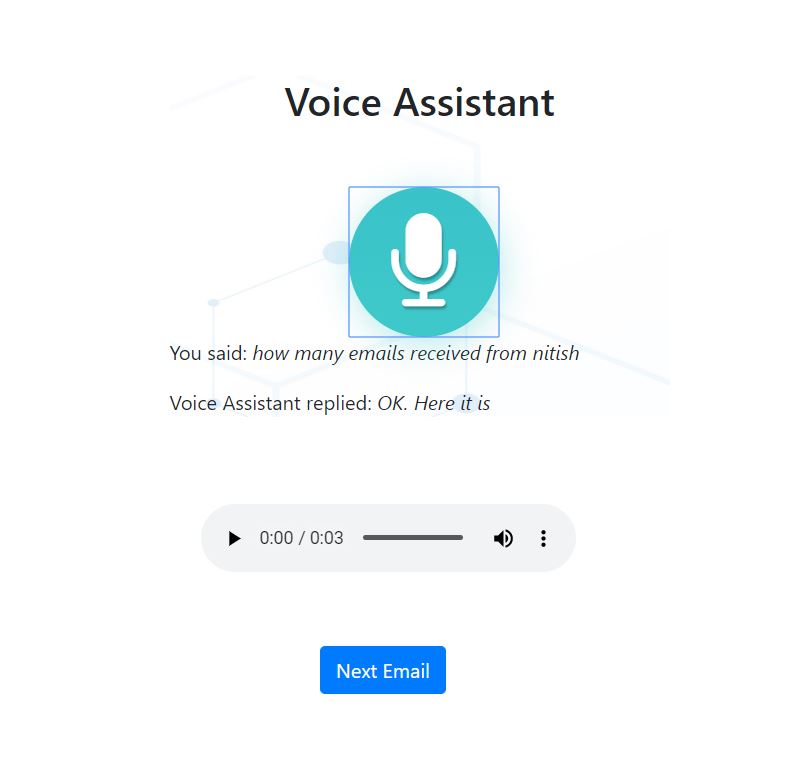 Voice Assistant
You said: how many emails received from nitish
Voice Assistant replied: OK. Here it is
0:00 / 0:03
Next Email